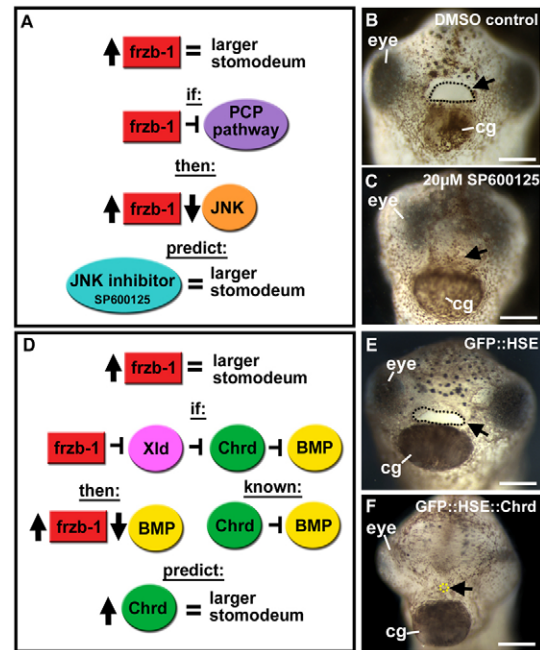 A
frzb-1 = larger
stomodeum
if:
frzb-1 PCP
pathway
then:
frzb-1 JNK
predict:
JNK inhibitor
SP600125
= larger
stomodeum
B DMSO control
eye
cg
C 20µM SP600125
eye
cg
D
frzb-1 = larger
stomodeum
if:
frzb-1 Xld Chrd BMP
then: known:
frzb-1 BMP Chrd BMP
predict:
Chrd = larger
stomodeum
E GFP::HSE
eye
cg
F GFP::HSE::Chrd
eye
cg